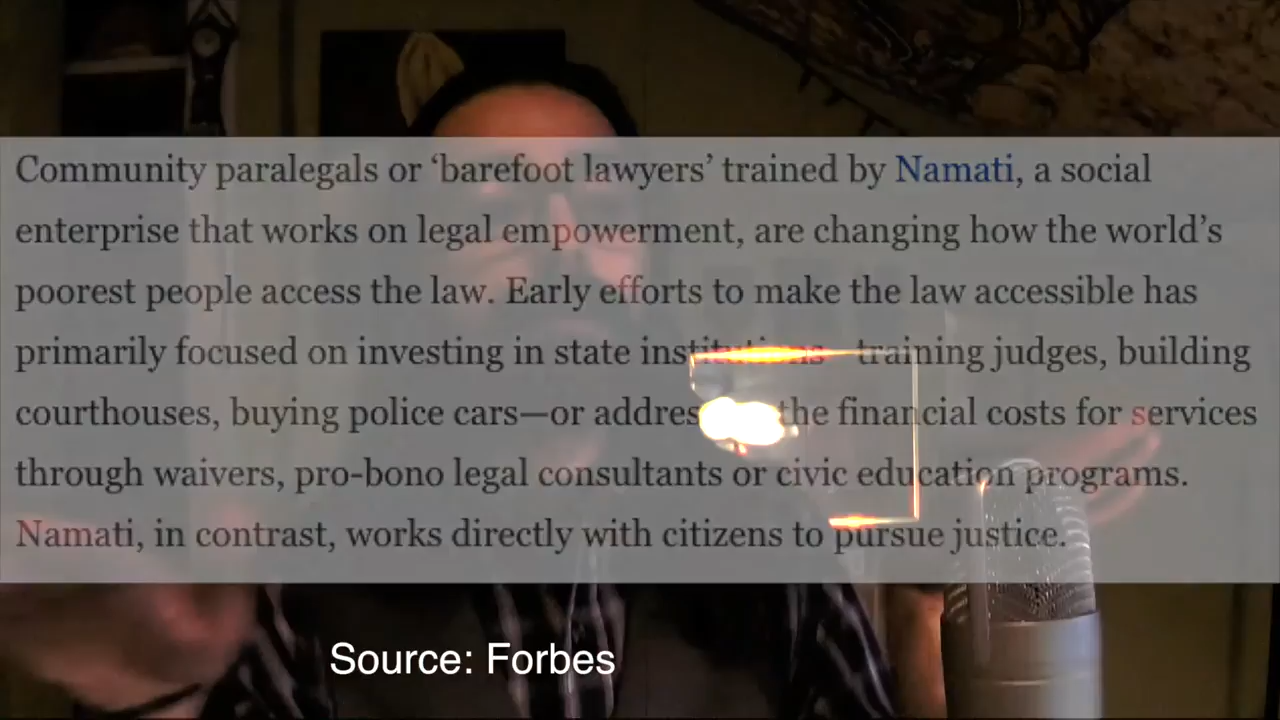 Community paralegals or ‘barefoot lawyers’ trained by Namati, a social
enterprise that works on legal empowerment, are changing how the world’s
poorest people access the law. Early efforts to make the law accessible has
primarily focused on investing in state institutions—training judges, building
courthouses, buying police cars—or addres the financial costs for services
through waivers, pro-bono legal consultants or civic education programs.
Namati, in contrast, works directly with citizens to pursue justice.
Source: Forbes